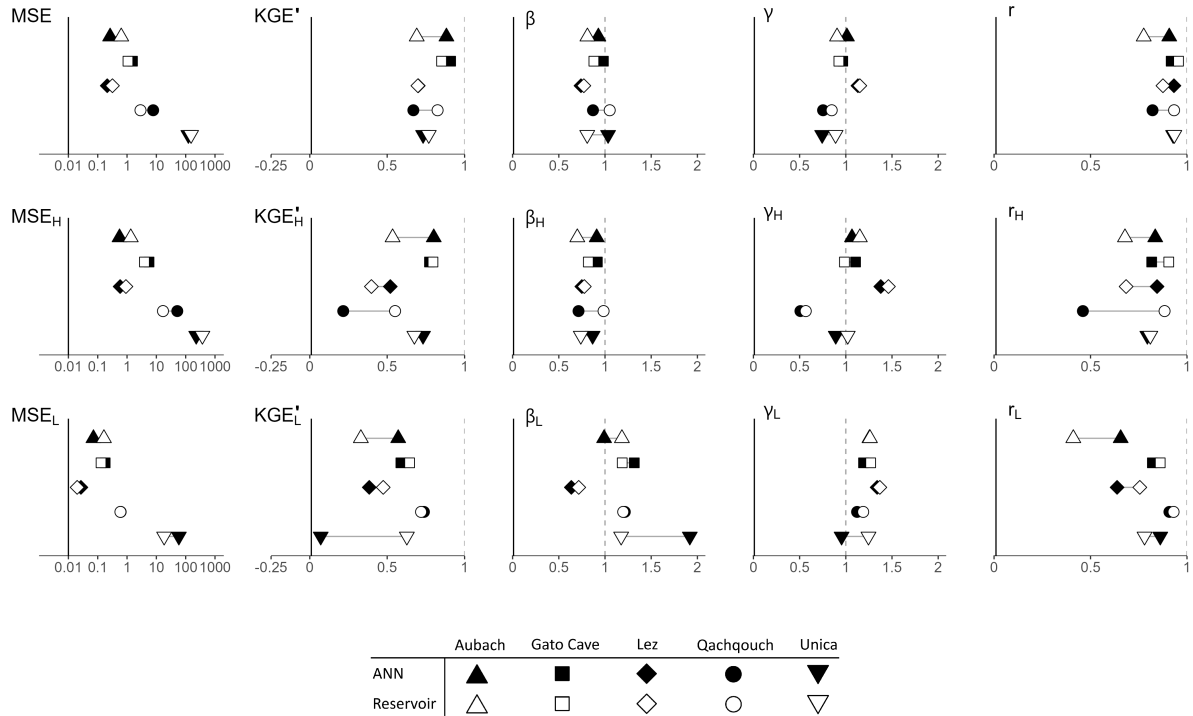 MSE KGE' β γ r
0.01 0.1 1 10 100 1000 -0.25 0 0.5 1 0 0.5 1 1.5 2 0 0.5 1 1.5 2 0 0.5 1
MSE_H KGE'_H β_H γ_H r_H
0.01 0.1 1 10 100 1000 -0.25 0 0.5 1 0 0.5 1 1.5 2 0 0.5 1 1.5 2 0 0.5 1
MSE_L KGE'_L β_L γ_L r_L
0.01 0.1 1 10 100 1000 -0.25 0 0.5 1 0 0.5 1 1.5 2 0 0.5 1 1.5 2 0 0.5 1
Aubach Gato Cave Lez Qachqouch Unica
ANN
Reservoir